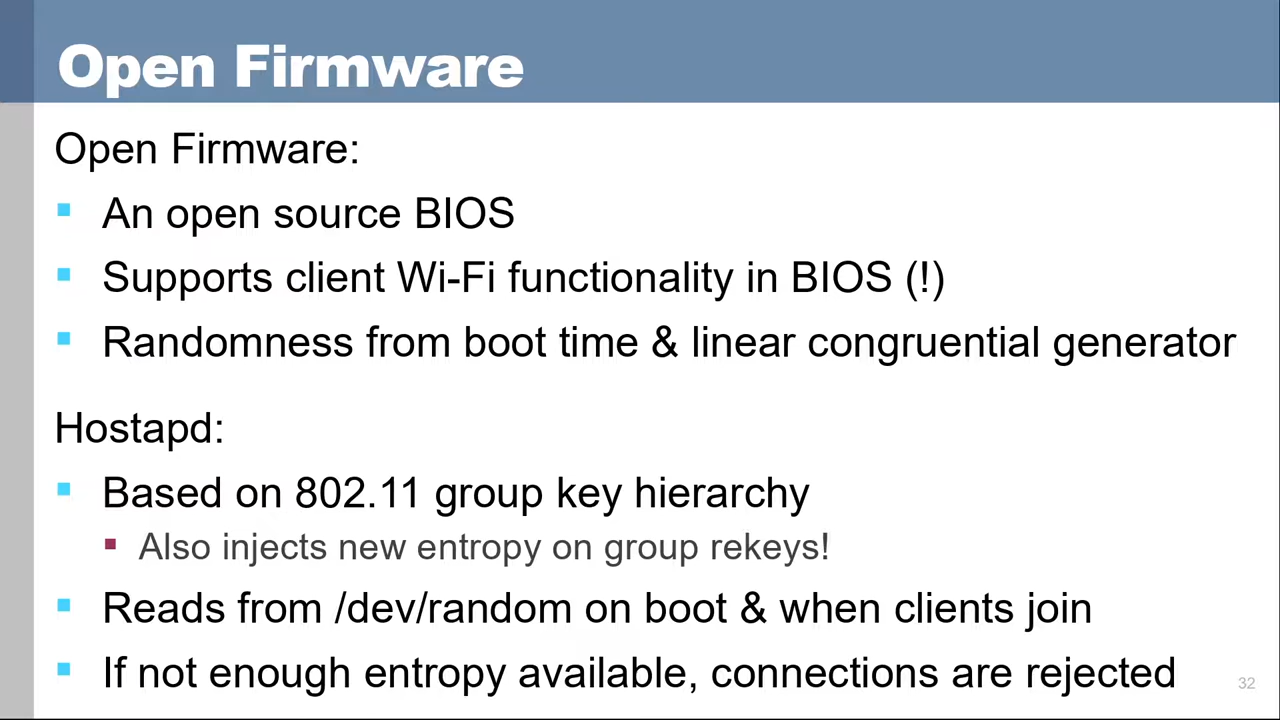 Open Firmware
Open Firmware:
An open source BIOS
Supports client Wi-Fi functionality in BIOS (!)
Randomness from boot time & linear congruential generator
Hostapd:
Based on 802.11 group key hierarchy
Also injects new entropy on group rekeys!
Reads from /dev/random on boot & when clients join
If not enough entropy available, connections are rejected
32